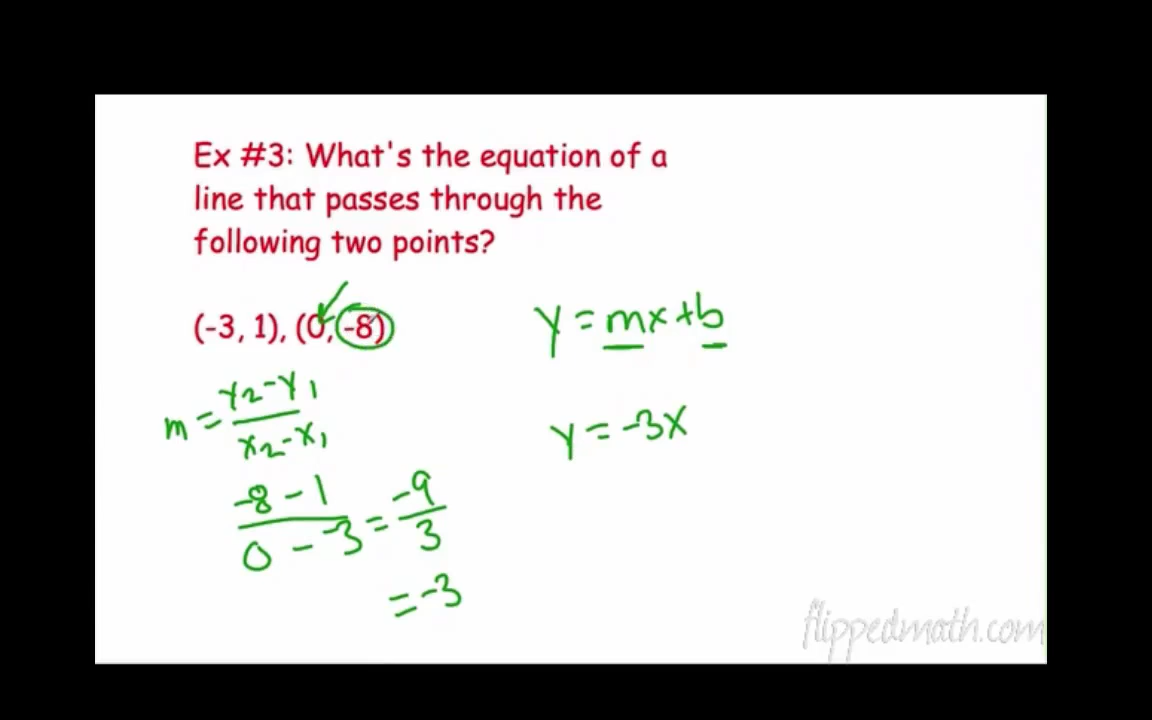 Ex #3: What's the equation of a
line that passes through the
following two points?
(-3, 1), (0, -8)
y = mx + b
m = y2 - y1
x2 - x1
y = -3x
-8 - 1
0 - -3
= -9
3
= -3
flippedmath.com